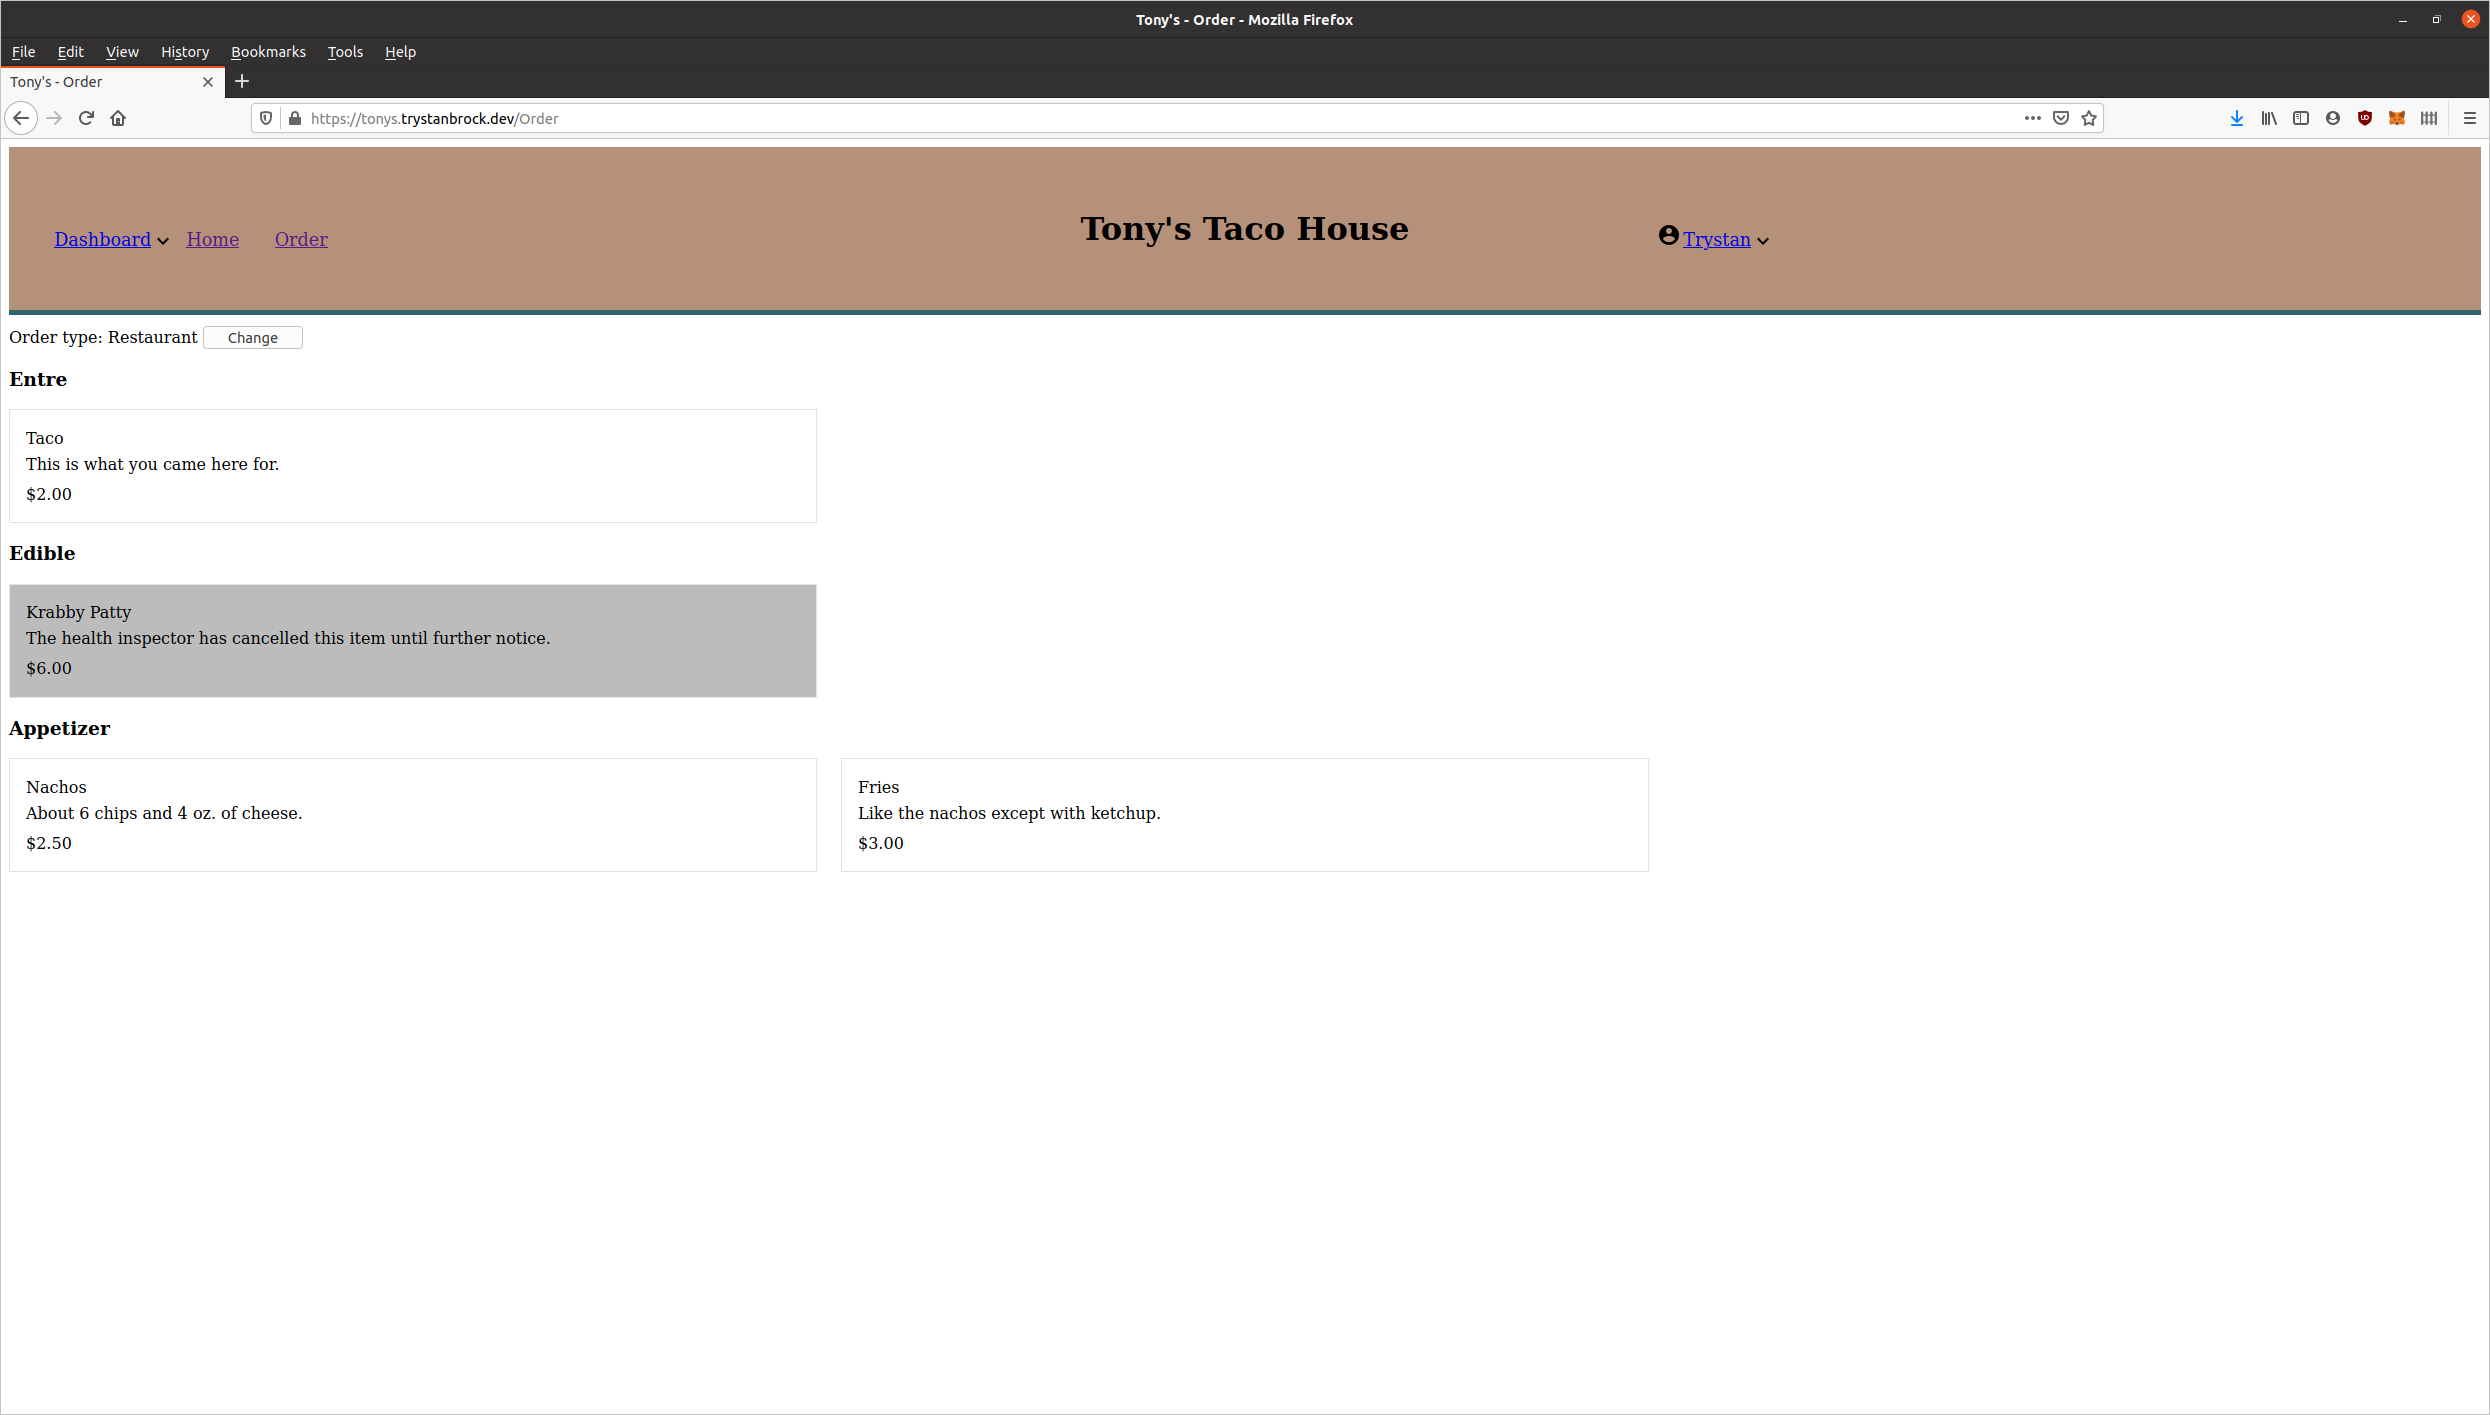 Tony's - Order - Mozilla Firefox
File Edit View History Bookmarks Tools Help
Tony's - Order
https://tonys.trystanbrock.dev/Order
Dashboard Home Order Tony's Taco House Trystan
Order type: Restaurant Change
Entre
Taco
This is what you came here for.
$2.00
Edible
Krabby Patty
The health inspector has cancelled this item until further notice.
$6.00
Appetizer
Nachos
About 6 chips and 4 oz. of cheese.
$2.50
Fries
Like the nachos except with ketchup.
$3.00